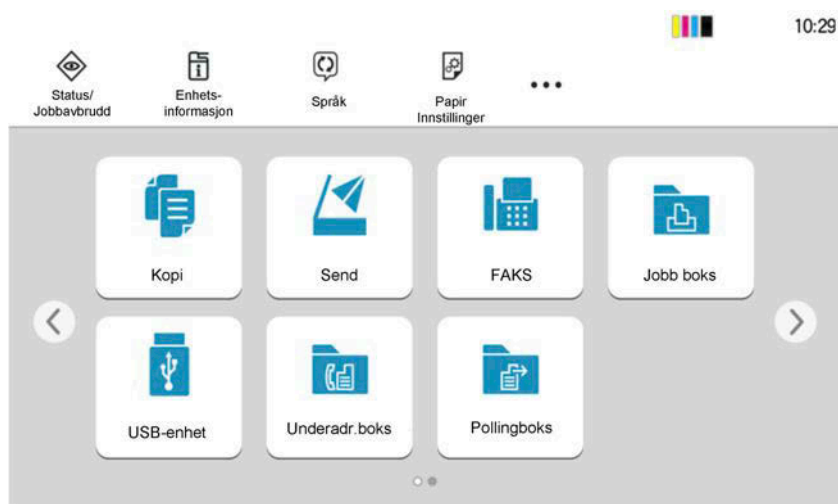 10:29
Status/
Jobbavbrudd
Enhets-
informasjon
Språk
Papir
Innstillinger
Kopi
Send
FAKS
Jobb boks
USB-enhet
Underadr.boks
Pollingboks